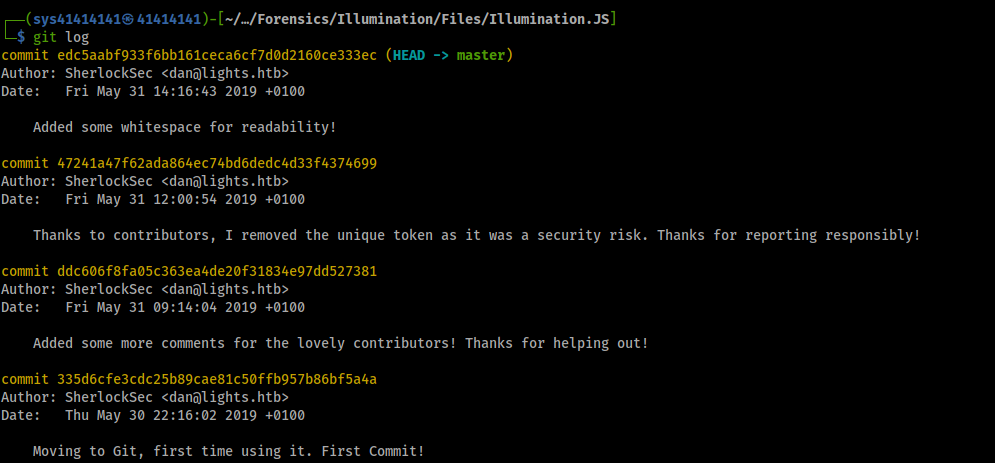 ┌──(sys41414141㉿41414141)-[~/…/Forensics/Illumination/Files/Illumination.JS]
└─$ git log
commit edc5aabf933f6bb161ceca6cf7d0d2160ce333ec (HEAD -> master)
Author: SherlockSec <dan@lights.htb>
Date:   Fri May 31 14:16:43 2019 +0100
Added some whitespace for readability!
commit 47241a47f62ada864ec74bd6dedc4d33f4374699
Author: SherlockSec <dan@lights.htb>
Date:   Fri May 31 12:00:54 2019 +0100
Thanks to contributors, I removed the unique token as it was a security risk. Thanks for reporting responsibly!
commit ddc606f8fa05c363ea4de20f31834e97dd527381
Author: SherlockSec <dan@lights.htb>
Date:   Fri May 31 09:14:04 2019 +0100
Added some more comments for the lovely contributors! Thanks for helping out!
commit 335d6cfe3cdc25b89cae81c50ffb957b86bf5a4a
Author: SherlockSec <dan@lights.htb>
Date:   Thu May 30 22:16:02 2019 +0100
Moving to Git, first time using it. First Commit!